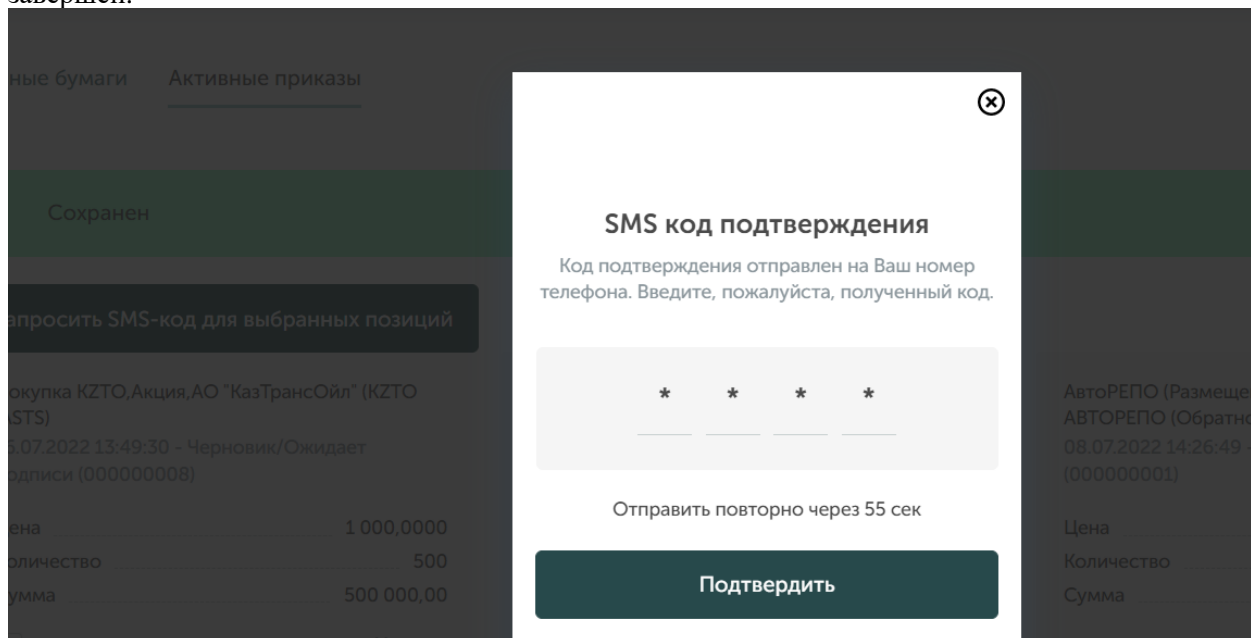 ные бумаги Активные приказы
Сохранен
апросить SMS-код для выбранных позиций
окупка KZTO,Акция,АО "КазТрансОйл" (KZTO
ASTS)
5.07.2022 13:49:30 - Черновик/Ожидает
одписи (000000008)
ена 1 000,0000
оличество 500
умма 500 000,00
SMS код подтверждения
Код подтверждения отправлен на Ваш номер
телефона. Введите, пожалуйста, полученный код.
* * * *
Отправить повторно через 55 сек
Подтвердить
АвтоРЕПО (Размеще
АВТОРЕПО (Обратно
08.07.2022 14:26:49 -
(000000001)
Цена
Количество
Сумма